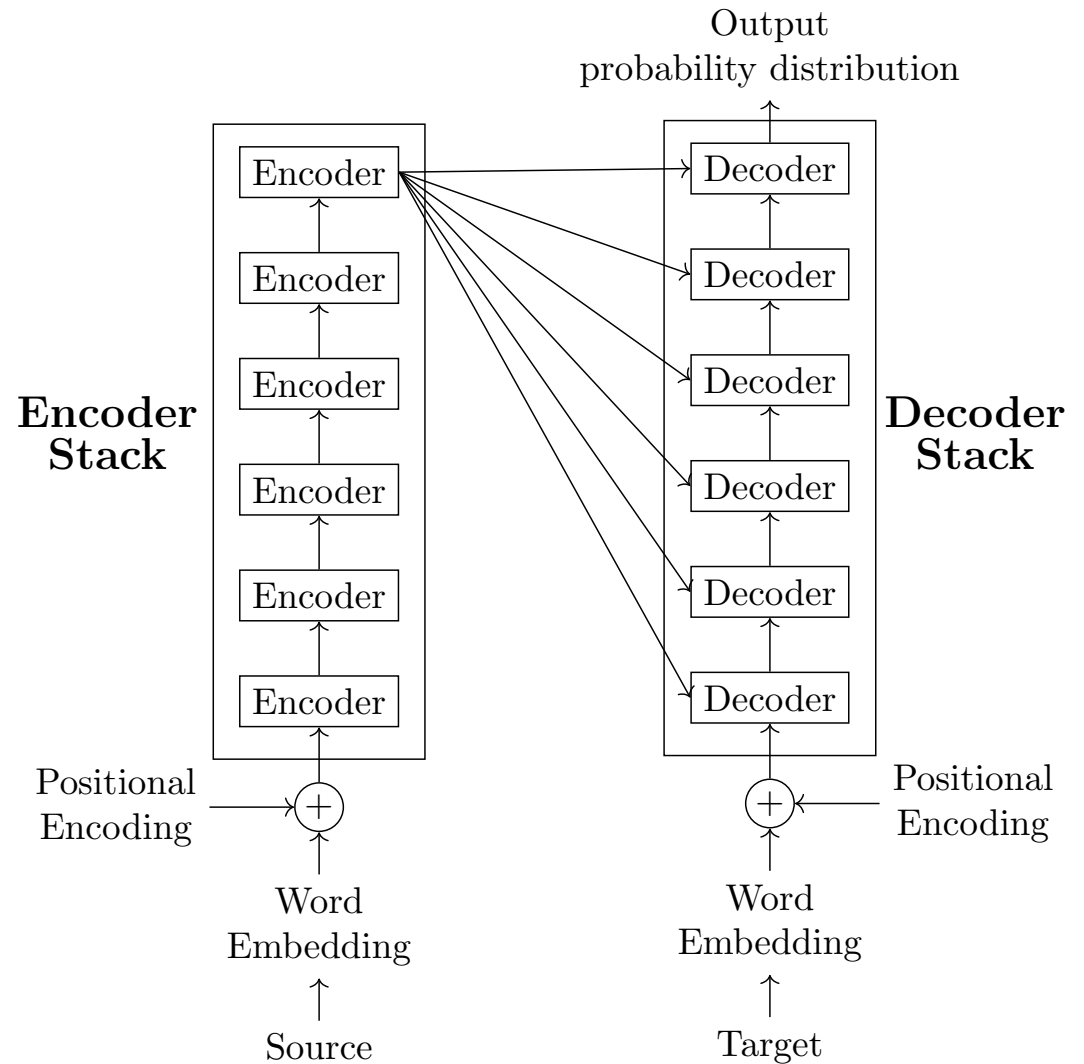 Output
probability distribution
Encoder
Encoder
Encoder
Encoder
Encoder
Encoder
Encoder
Stack
Positional
Encoding
+
Word
Embedding
Source
Decoder
Decoder
Decoder
Decoder
Decoder
Decoder
Decoder
Stack
Positional
Encoding
+
Word
Embedding
Target